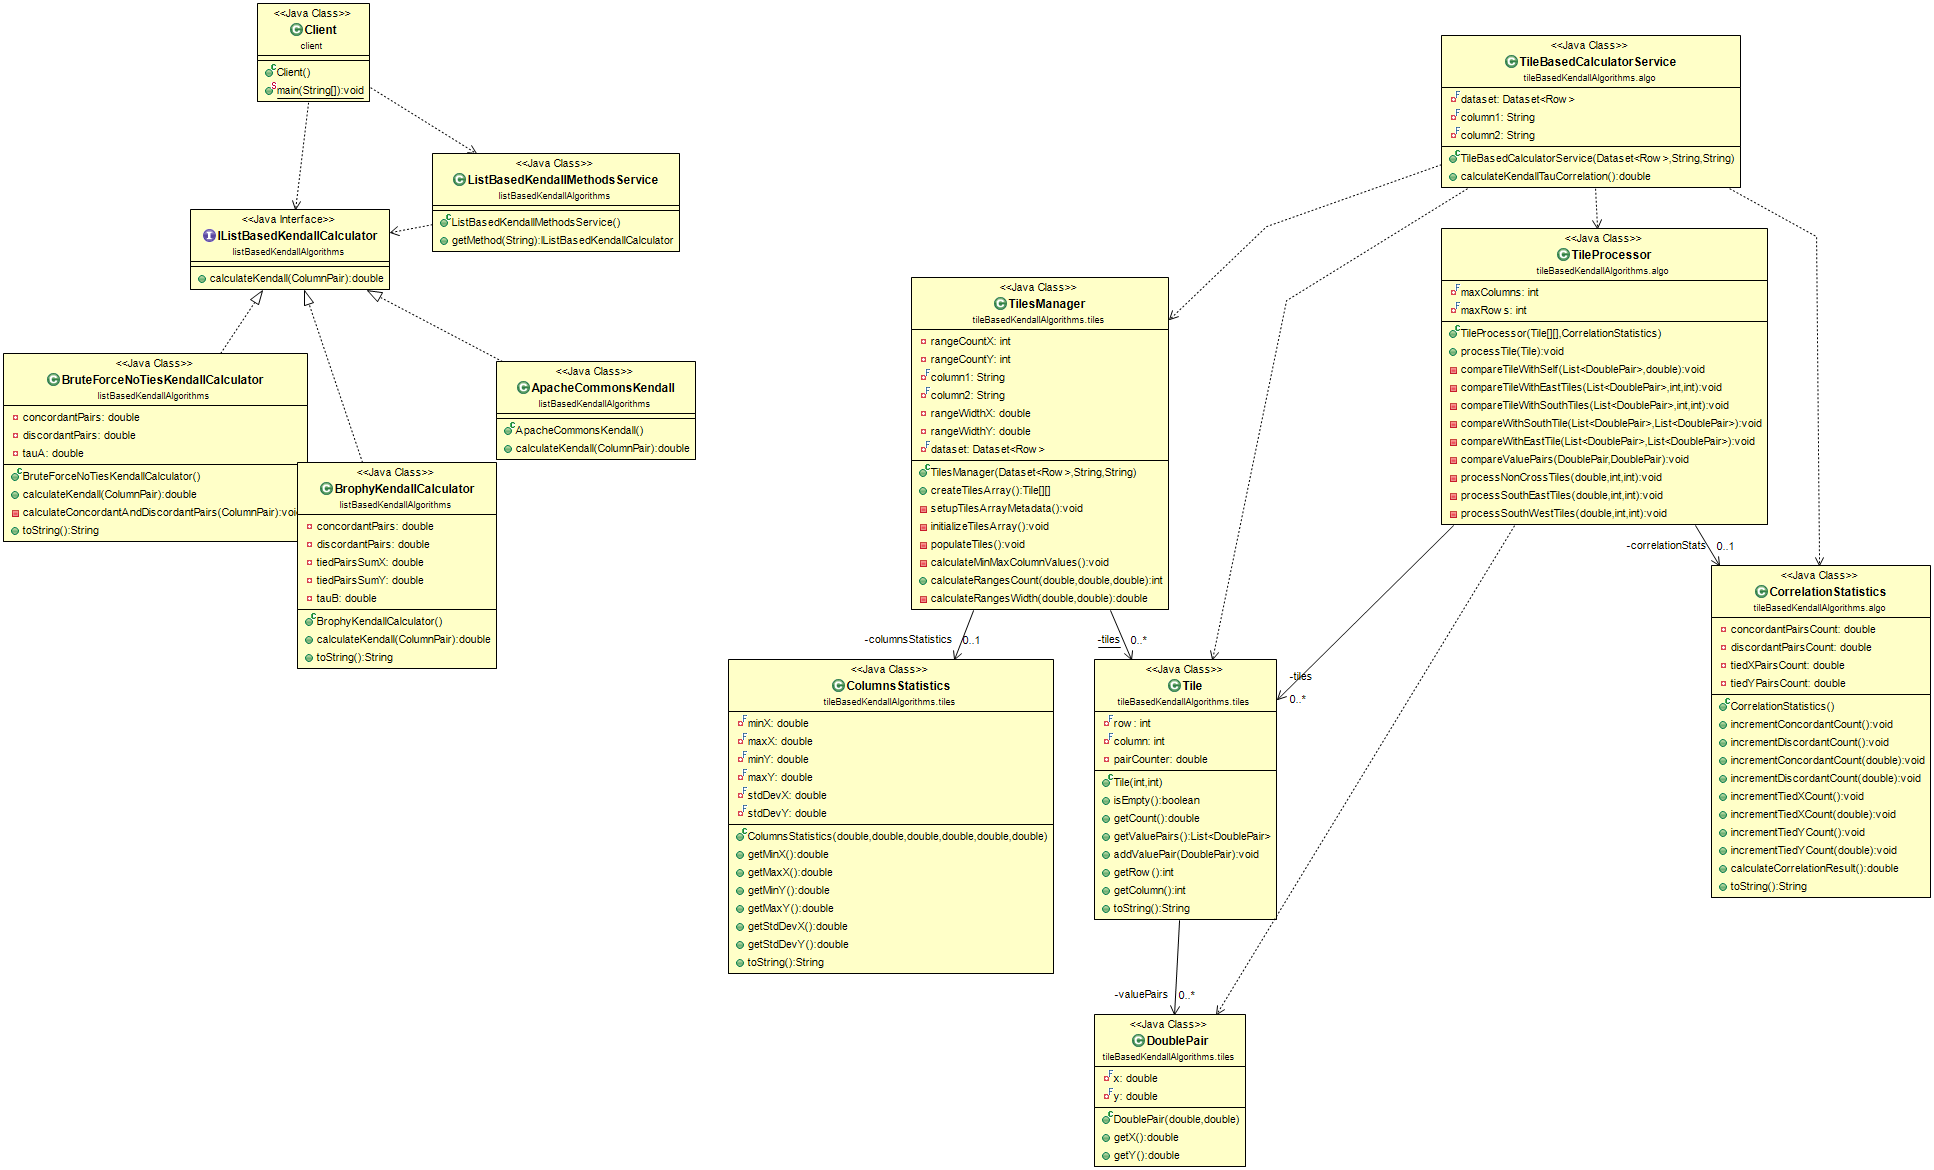 <<Java Class>>
Client
client
Client()
main(String[]):void
<<Java Class>>
ListBasedKendallMethodsService
listBasedKendallAlgorithms
ListBasedKendallMethodsService()
getMethod(String):IListBasedKendallCalculator
<<Java Interface>>
IListBasedKendallCalculator
listBasedKendallAlgorithms
calculateKendall(ColumnPair):double
<<Java Class>>
BruteForceNoTiesKendallCalculator
listBasedKendallAlgorithms
concordantPairs: double
discordantPairs: double
tauA: double
BruteForceNoTiesKendallCalculator()
calculateKendall(ColumnPair):double
calculateConcordantAndDiscordantPairs(ColumnPair):voi
toString():String
<<Java Class>>
BrophyKendallCalculator
listBasedKendallAlgorithms
concordantPairs: double
discordantPairs: double
tiedPairsSumX: double
tiedPairsSumY: double
tauB: double
BrophyKendallCalculator()
calculateKendall(ColumnPair):double
toString():String
<<Java Class>>
ApacheCommonsKendall
listBasedKendallAlgorithms
ApacheCommonsKendall()
calculateKendall(ColumnPair):double
<<Java Class>>
TileBasedCalculatorService
tileBasedKendallAlgorithms.algo
dataset: Dataset<Row>
column1: String
column2: String
TileBasedCalculatorService(Dataset<Row>,String,String)
calculateKendallTauCorrelation():double
<<Java Class>>
TileProcessor
tileBasedKendallAlgorithms.algo
maxColumns: int
maxRows: int
TileProcessor(Tile[][],CorrelationStatistics)
processTile(Tile):void
compareTileWithSelf(List<DoublePair>,double):void
compareTileWithEastTiles(List<DoublePair>,int,int):void
compareTileWithSouthTiles(List<DoublePair>,int,int):void
compareWithSouthTile(List<DoublePair>,List<DoublePair>):void
compareWithEastTile(List<DoublePair>,List<DoublePair>):void
compareValuePairs(DoublePair,DoublePair):void
processNonCrossTiles(double,int,int):void
processSouthEastTiles(double,int,int):void
processSouthWestTiles(double,int,int):void
<<Java Class>>
TilesManager
tileBasedKendallAlgorithms.tiles
rangeCountX: int
rangeCountY: int
column1: String
column2: String
rangeWidthX: double
rangeWidthY: double
dataset: Dataset<Row>
TilesManager(Dataset<Row>,String,String)
createTilesArray():Tile[][]
setupTilesArrayMetadata():void
initializeTilesArray():void
populateTiles():void
calculateMinMaxColumnValues():void
calculateRangesCount(double,double,double):int
calculateRangesWidth(double,double):double
-columnsStatistics
0..1
-tiles
0..*
-tiles
0..*
-correlationStats
0..1
<<Java Class>>
ColumnsStatistics
tileBasedKendallAlgorithms.tiles
minX: double
maxX: double
minY: double
maxY: double
stdDevX: double
stdDevY: double
ColumnsStatistics(double,double,double,double,double,double)
getMinX():double
getMaxX():double
getMinY():double
getMaxY():double
getStdDevX():double
getStdDevY():double
toString():String
<<Java Class>>
Tile
tileBasedKendallAlgorithms.tiles
row: int
column: int
pairCounter: double
Tile(int,int)
isEmpty():boolean
getCount():double
getValuePairs():List<DoublePair>
addValuePair(DoublePair):void
getRow():int
getColumn():int
toString():String
<<Java Class>>
CorrelationStatistics
tileBasedKendallAlgorithms.algo
concordantPairsCount: double
discordantPairsCount: double
tiedXPairsCount: double
tiedYPairsCount: double
CorrelationStatistics()
incrementConcordantCount():void
incrementDiscordantCount():void
incrementConcordantCount(double):void
incrementDiscordantCount(double):void
incrementTiedXCount():void
incrementTiedXCount(double):void
incrementTiedYCount():void
incrementTiedYCount(double):void
calculateCorrelationResult():double
toString():String
-valuePairs
0..*
<<Java Class>>
DoublePair
tileBasedKendallAlgorithms.tiles
x: double
y: double
DoublePair(double,double)
getX():double
getY():double